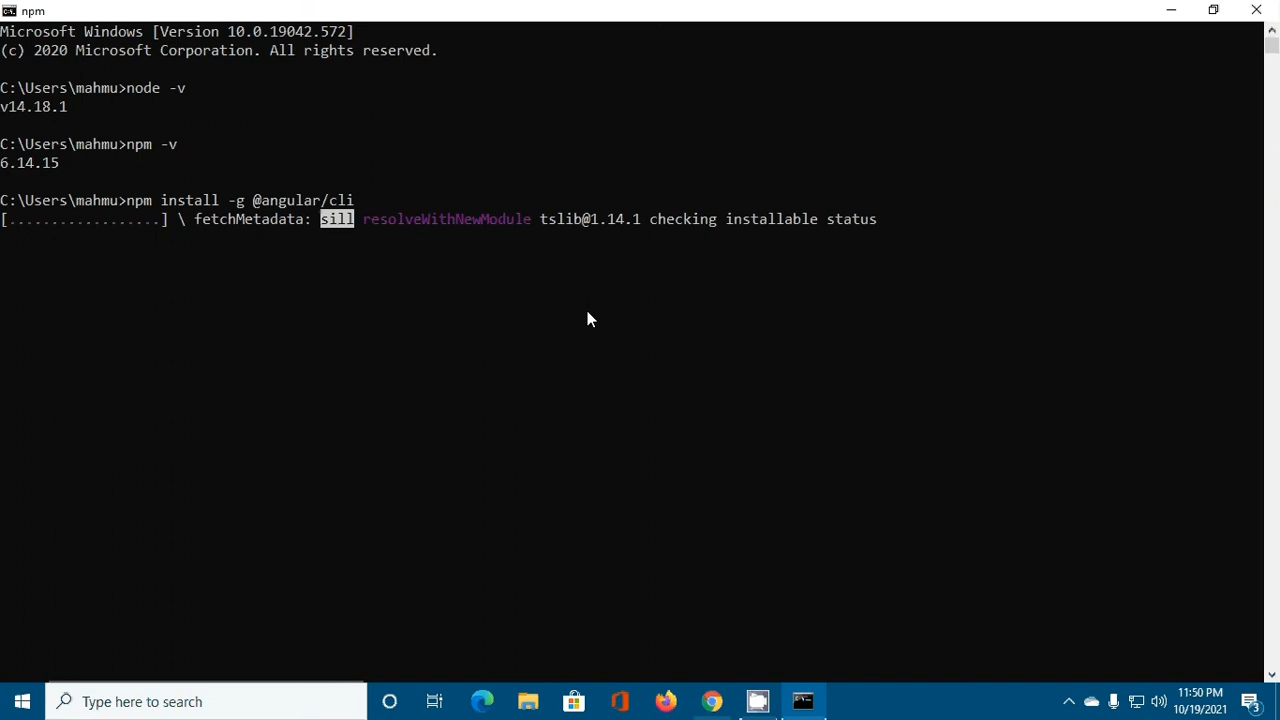 npm
Microsoft Windows [Version 10.0.19042.572]
(c) 2020 Microsoft Corporation. All rights reserved.
C:\Users\mahmu>node -v
v14.18.1
C:\Users\mahmu>npm -v
6.14.15
C:\Users\mahmu>npm install -g @angular/cli
[..................] \ fetchMetadata: sill resolveWithNewModule tslib@1.14.1 checking installable status
Type here to search
11:50 PM
10/19/2021
3